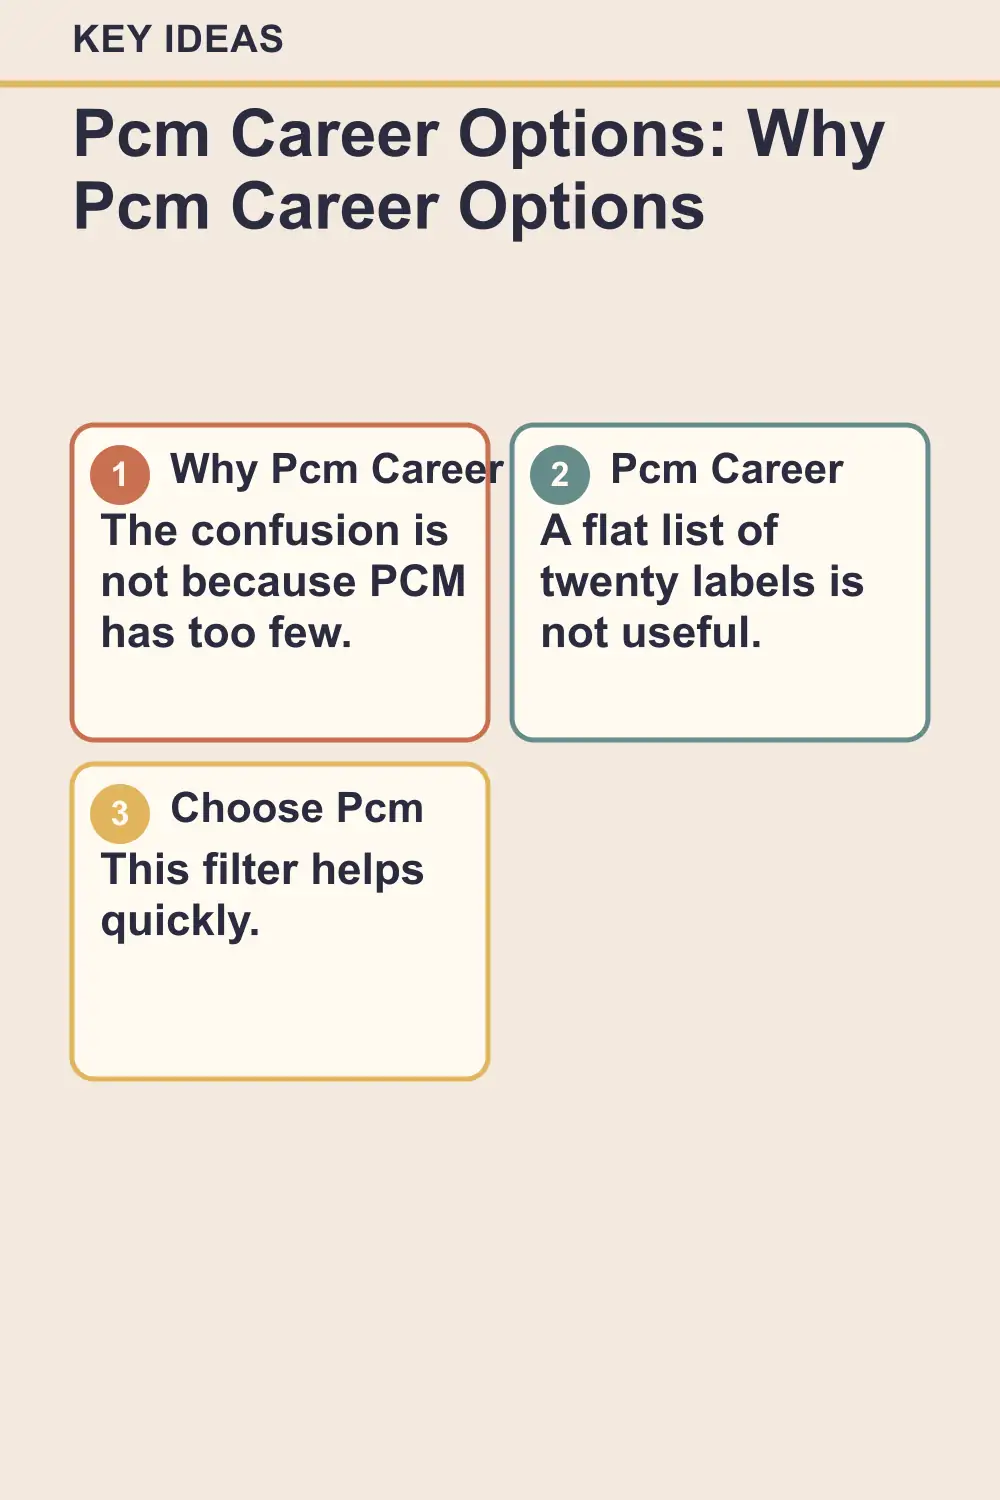 KEY IDEAS
Pcm Career Options: Why
Pcm Career Options
1 Why Pcm Career
The confusion is
not because PCM
has too few.
2 Pcm Career
A flat list of
twenty labels is
not useful.
3 Choose Pcm
This filter helps
quickly.